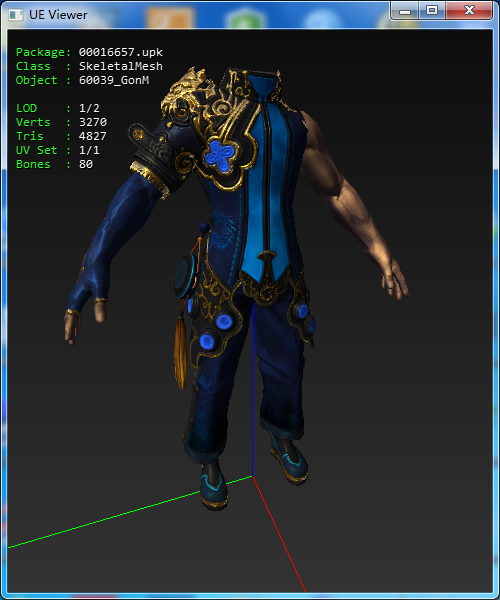 UE Viewer
Package: 00016657.upk
Class : SkeletalMesh
Object : 60039_GonM
LOD : 1/2
Verts : 3270
Tris : 4827
UV Set : 1/1
Bones : 80